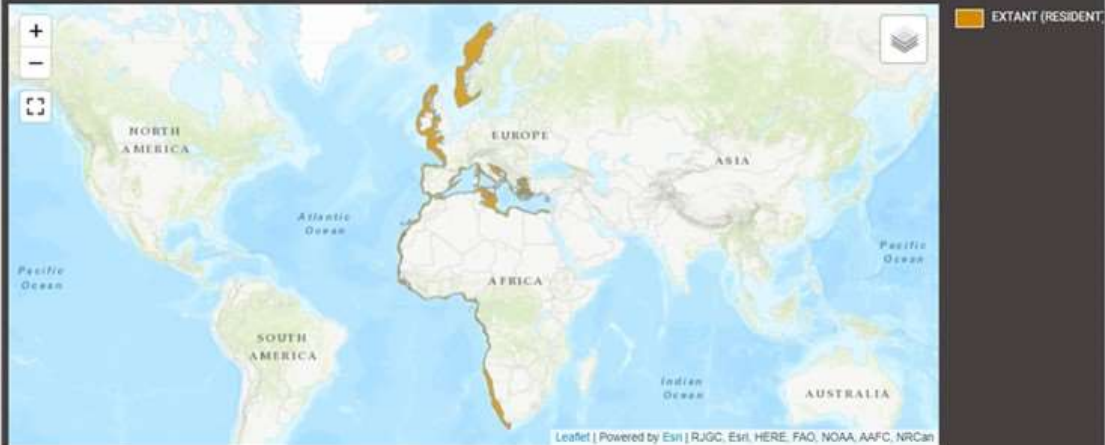 +
EXTANT (RESIDENT)
−
NORTH
AMERICA
EUROPE
ASIA
Atlantic
Ocean
Pacific
Ocean
Pacific
Ocean
AFRICA
SOUTH
AMERICA
Indian
Ocean
AUSTRALIA
Leaflet | Powered by Esri | RJGC, Esri, HERE, FAO, NOAA, AAFC, NRCan